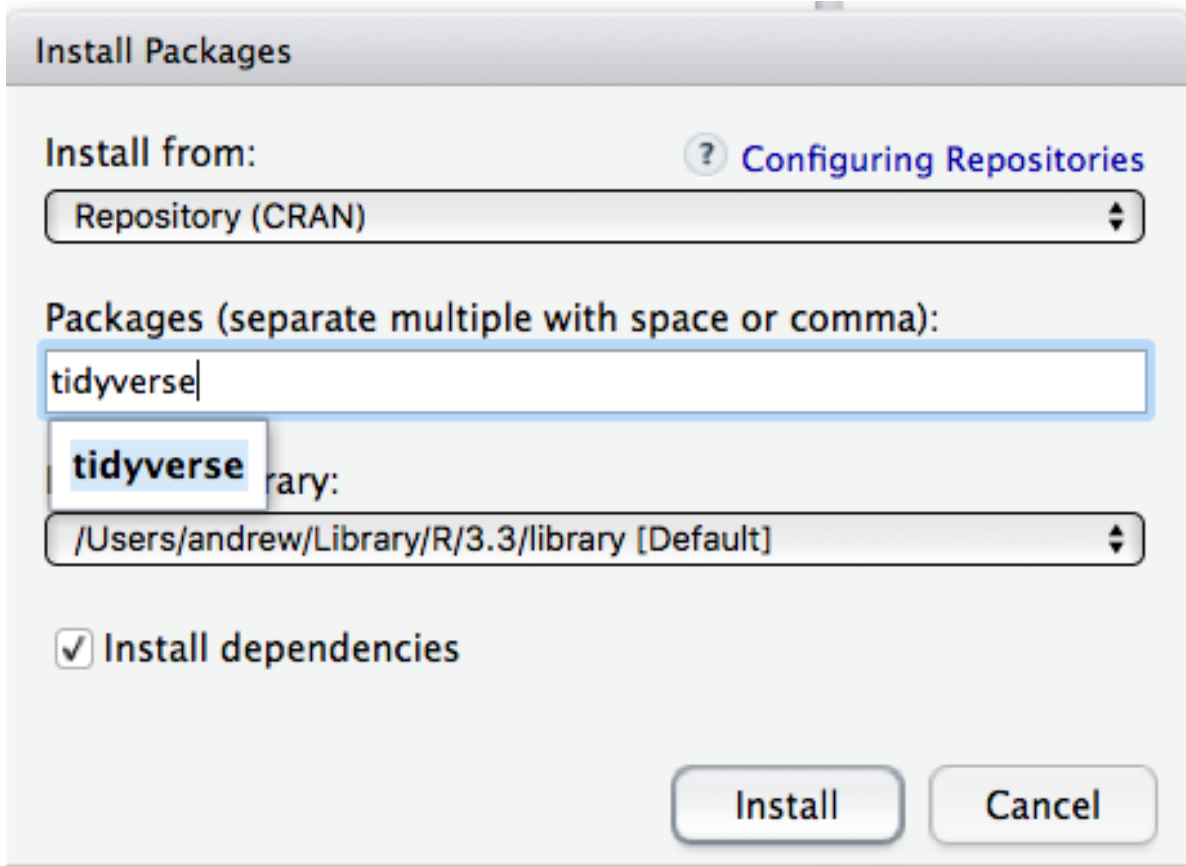 Install Packages
Install from:
? Configuring Repositories
Repository (CRAN)
Packages (separate multiple with space or comma):
tidyverse
tidyverse
rary:
/Users/andrew/Library/R/3.3/library [Default]
Install dependencies
Install
Cancel